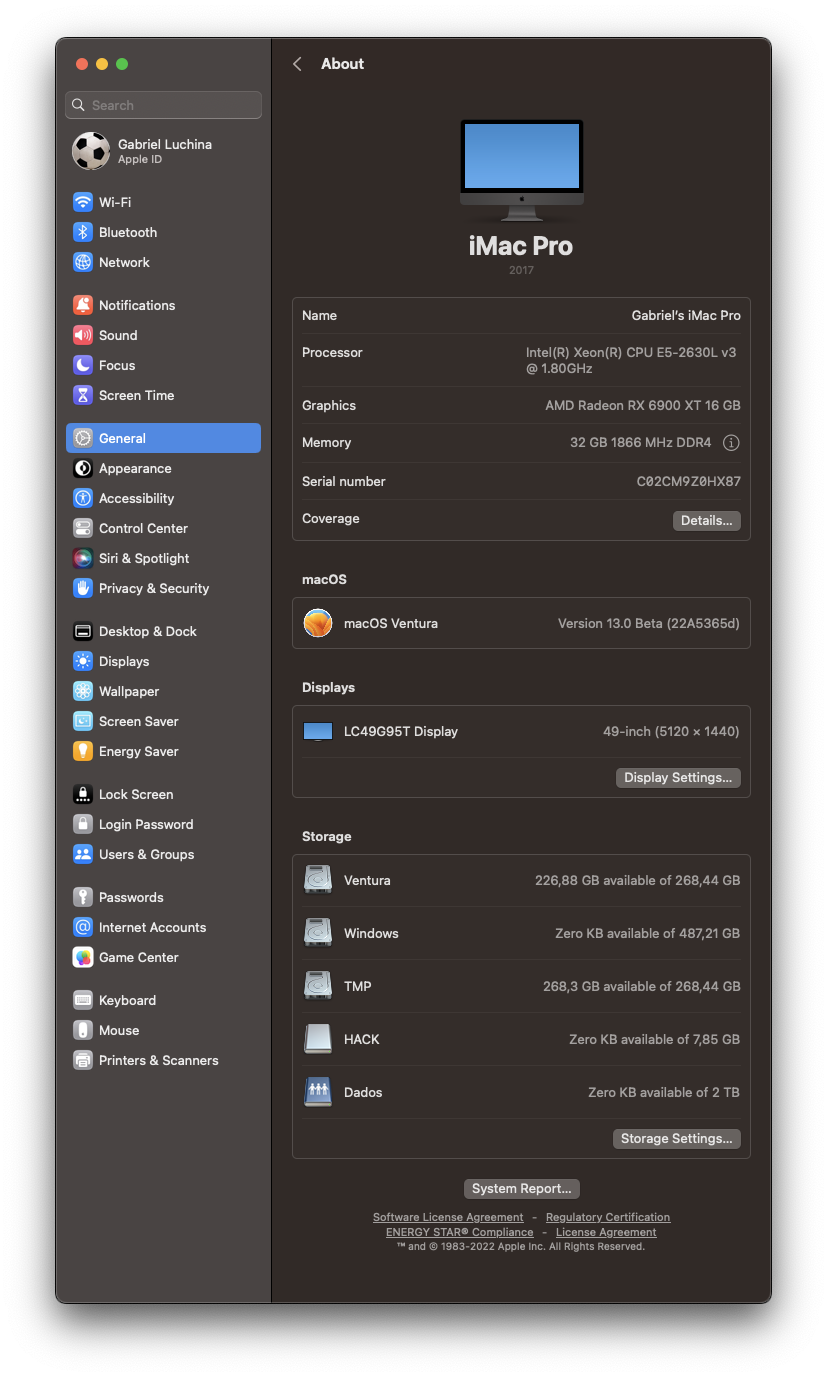 About
Search
Gabriel Luchina
Apple ID
Wi-Fi
Bluetooth
Network
Notifications
Sound
Focus
Screen Time
General
Appearance
Accessibility
Control Center
Siri & Spotlight
Privacy & Security
Desktop & Dock
Displays
Wallpaper
Screen Saver
Energy Saver
Lock Screen
Login Password
Users & Groups
Passwords
Internet Accounts
Game Center
Keyboard
Mouse
Printers & Scanners
iMac Pro
2017
Name Gabriel's iMac Pro
Processor Intel(R) Xeon(R) CPU E5-2630L v3
@ 1.80GHz
Graphics AMD Radeon RX 6900 XT 16 GB
Memory 32 GB 1866 MHz DDR4
Serial number C02CM9Z0HX87
Coverage Details...
macOS
macOS Ventura Version 13.0 Beta (22A5365d)
Displays
LC49G95T Display 49-inch (5120 × 1440)
Display Settings...
Storage
Ventura 226,88 GB available of 268,44 GB
Windows Zero KB available of 487,21 GB
TMP 268,3 GB available of 268,44 GB
HACK Zero KB available of 7,85 GB
Dados Zero KB available of 2 TB
Storage Settings...
System Report...
Software License Agreement - Regulatory Certification
ENERGY STAR® Compliance - License Agreement
™ and © 1983-2022 Apple Inc. All Rights Reserved.